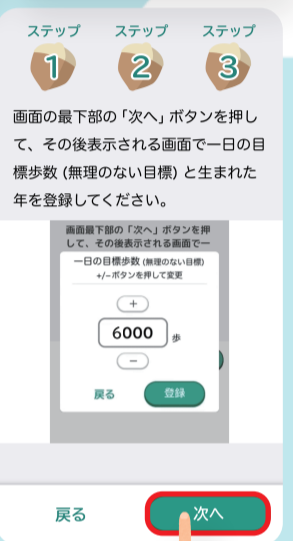 ステップ ステップ ステップ
1 2 3
画面の最下部の「次へ」ボタンを押し
て、その後表示される画面で一日の目
標歩数 (無理のない目標) と生まれた
年を登録してください。
画面最下部の「次へ」ボタンを押
して、その後表示される画面で一
一日の目標歩数 (無理のない目標)
+/−ボタンを押して変更
+
6000 歩
−
戻る 登録
戻る 次へ